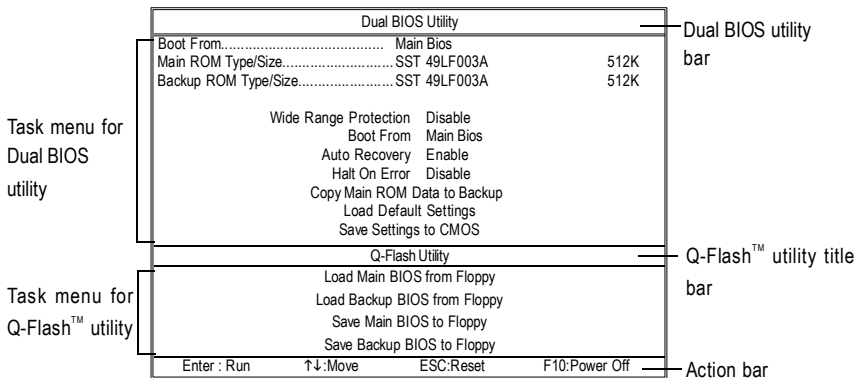 Dual BIOS Utility
Dual BIOS utility
bar
Boot From......................................... Main Bios
Main ROM Type/Size............................SST 49LF003A 512K
Backup ROM Type/Size........................SST 49LF003A 512K
Task menu for
Dual BIOS
utility
Wide Range Protection Disable
Boot From Main Bios
Auto Recovery Enable
Halt On Error Disable
Copy Main ROM Data to Backup
Load Default Settings
Save Settings to CMOS
Q-Flash Utility
Q-Flash™ utility title
bar
Task menu for
Q-Flash™ utility
Load Main BIOS from Floppy
Load Backup BIOS from Floppy
Save Main BIOS to Floppy
Save Backup BIOS to Floppy
Enter : Run ↑↓:Move ESC:Reset F10:Power Off
Action bar